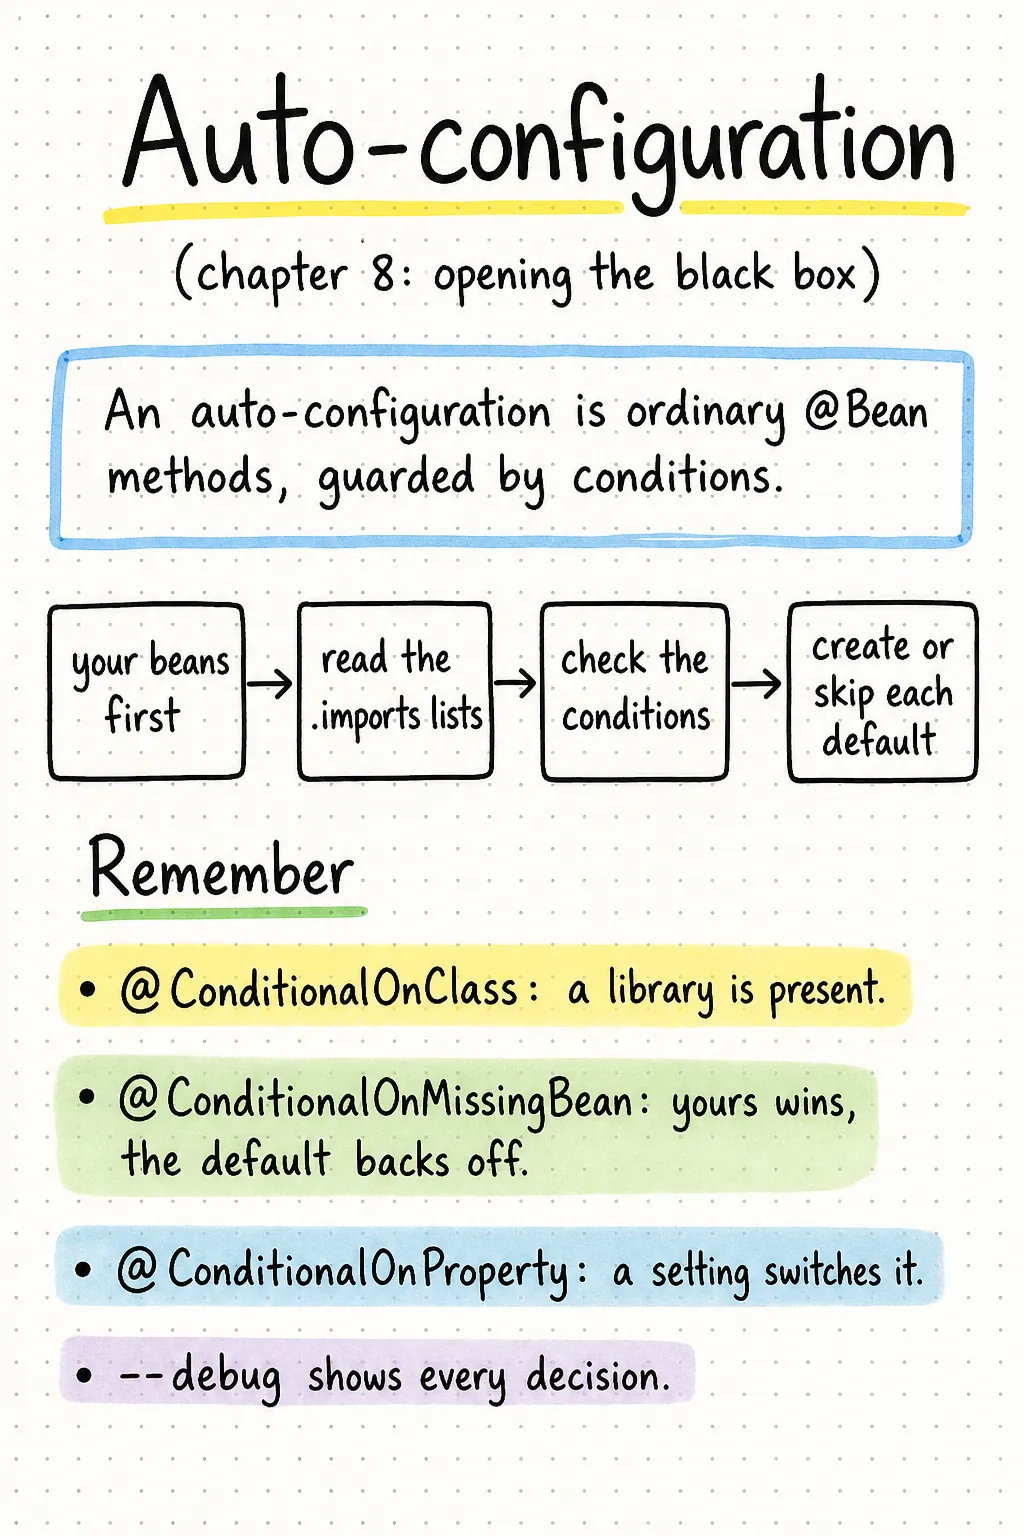 Auto-configuration
(chapter 8: opening the black box)
An auto-configuration is ordinary @Bean
methods, guarded by conditions.
your beans
first
read the
.imports lists
check the
conditions
create or
skip each
default
Remember
• @ConditionalOnClass: a library is present.
• @ConditionalOnMissingBean: yours wins,
the default backs off.
• @ConditionalOnProperty: a setting switches it.
• --debug shows every decision.